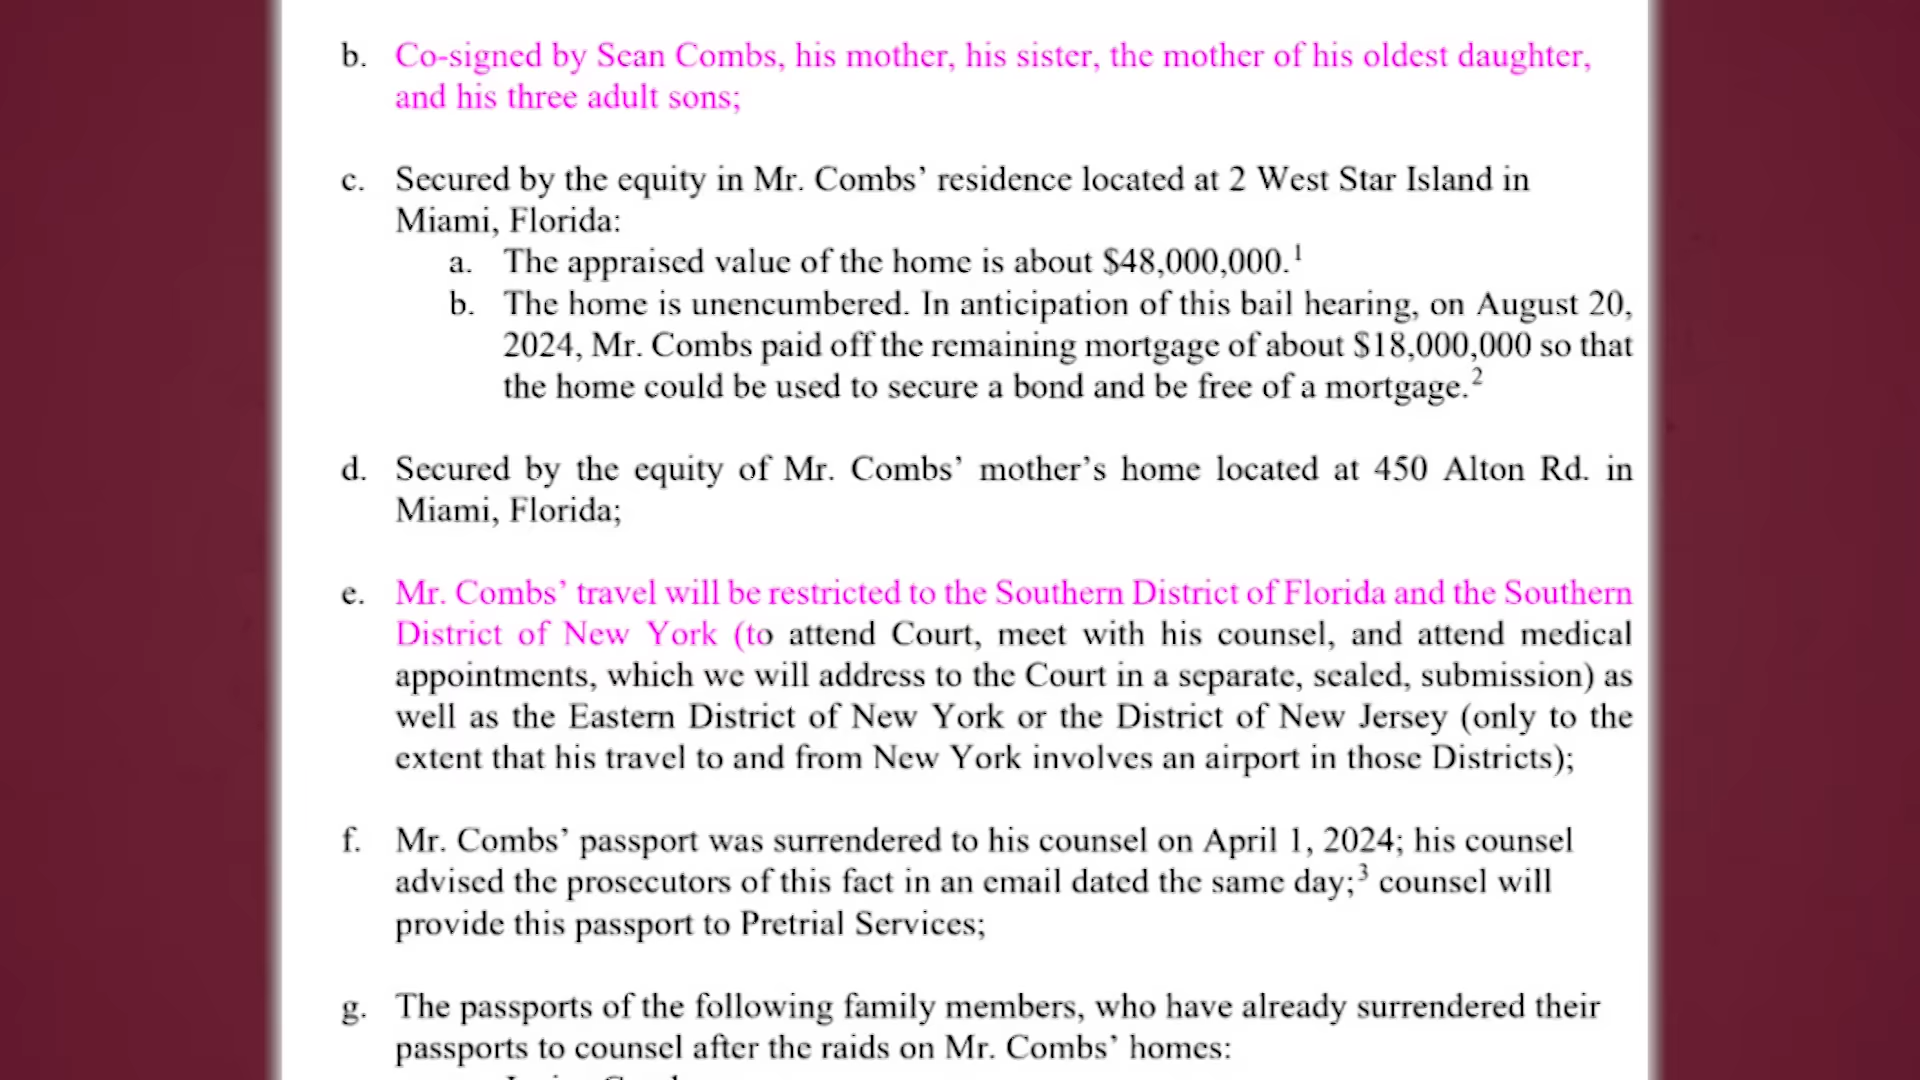 b. Co-signed by Sean Combs, his mother, his sister, the mother of his oldest daughter,
and his three adult sons;
c. Secured by the equity in Mr. Combs’ residence located at 2 West Star Island in
Miami, Florida:
a. The appraised value of the home is about $48,000,000.¹
b. The home is unencumbered. In anticipation of this bail hearing, on August 20,
2024, Mr. Combs paid off the remaining mortgage of about $18,000,000 so that
the home could be used to secure a bond and be free of a mortgage.²
d. Secured by the equity of Mr. Combs’ mother’s home located at 450 Alton Rd. in
Miami, Florida;
e. Mr. Combs’ travel will be restricted to the Southern District of Florida and the Southern
District of New York (to attend Court, meet with his counsel, and attend medical
appointments, which we will address to the Court in a separate, sealed, submission) as
well as the Eastern District of New York or the District of New Jersey (only to the
extent that his travel to and from New York involves an airport in those Districts);
f. Mr. Combs’ passport was surrendered to his counsel on April 1, 2024; his counsel
advised the prosecutors of this fact in an email dated the same day;³ counsel will
provide this passport to Pretrial Services;
g. The passports of the following family members, who have already surrendered their
passports to counsel after the raids on Mr. Combs’ homes: